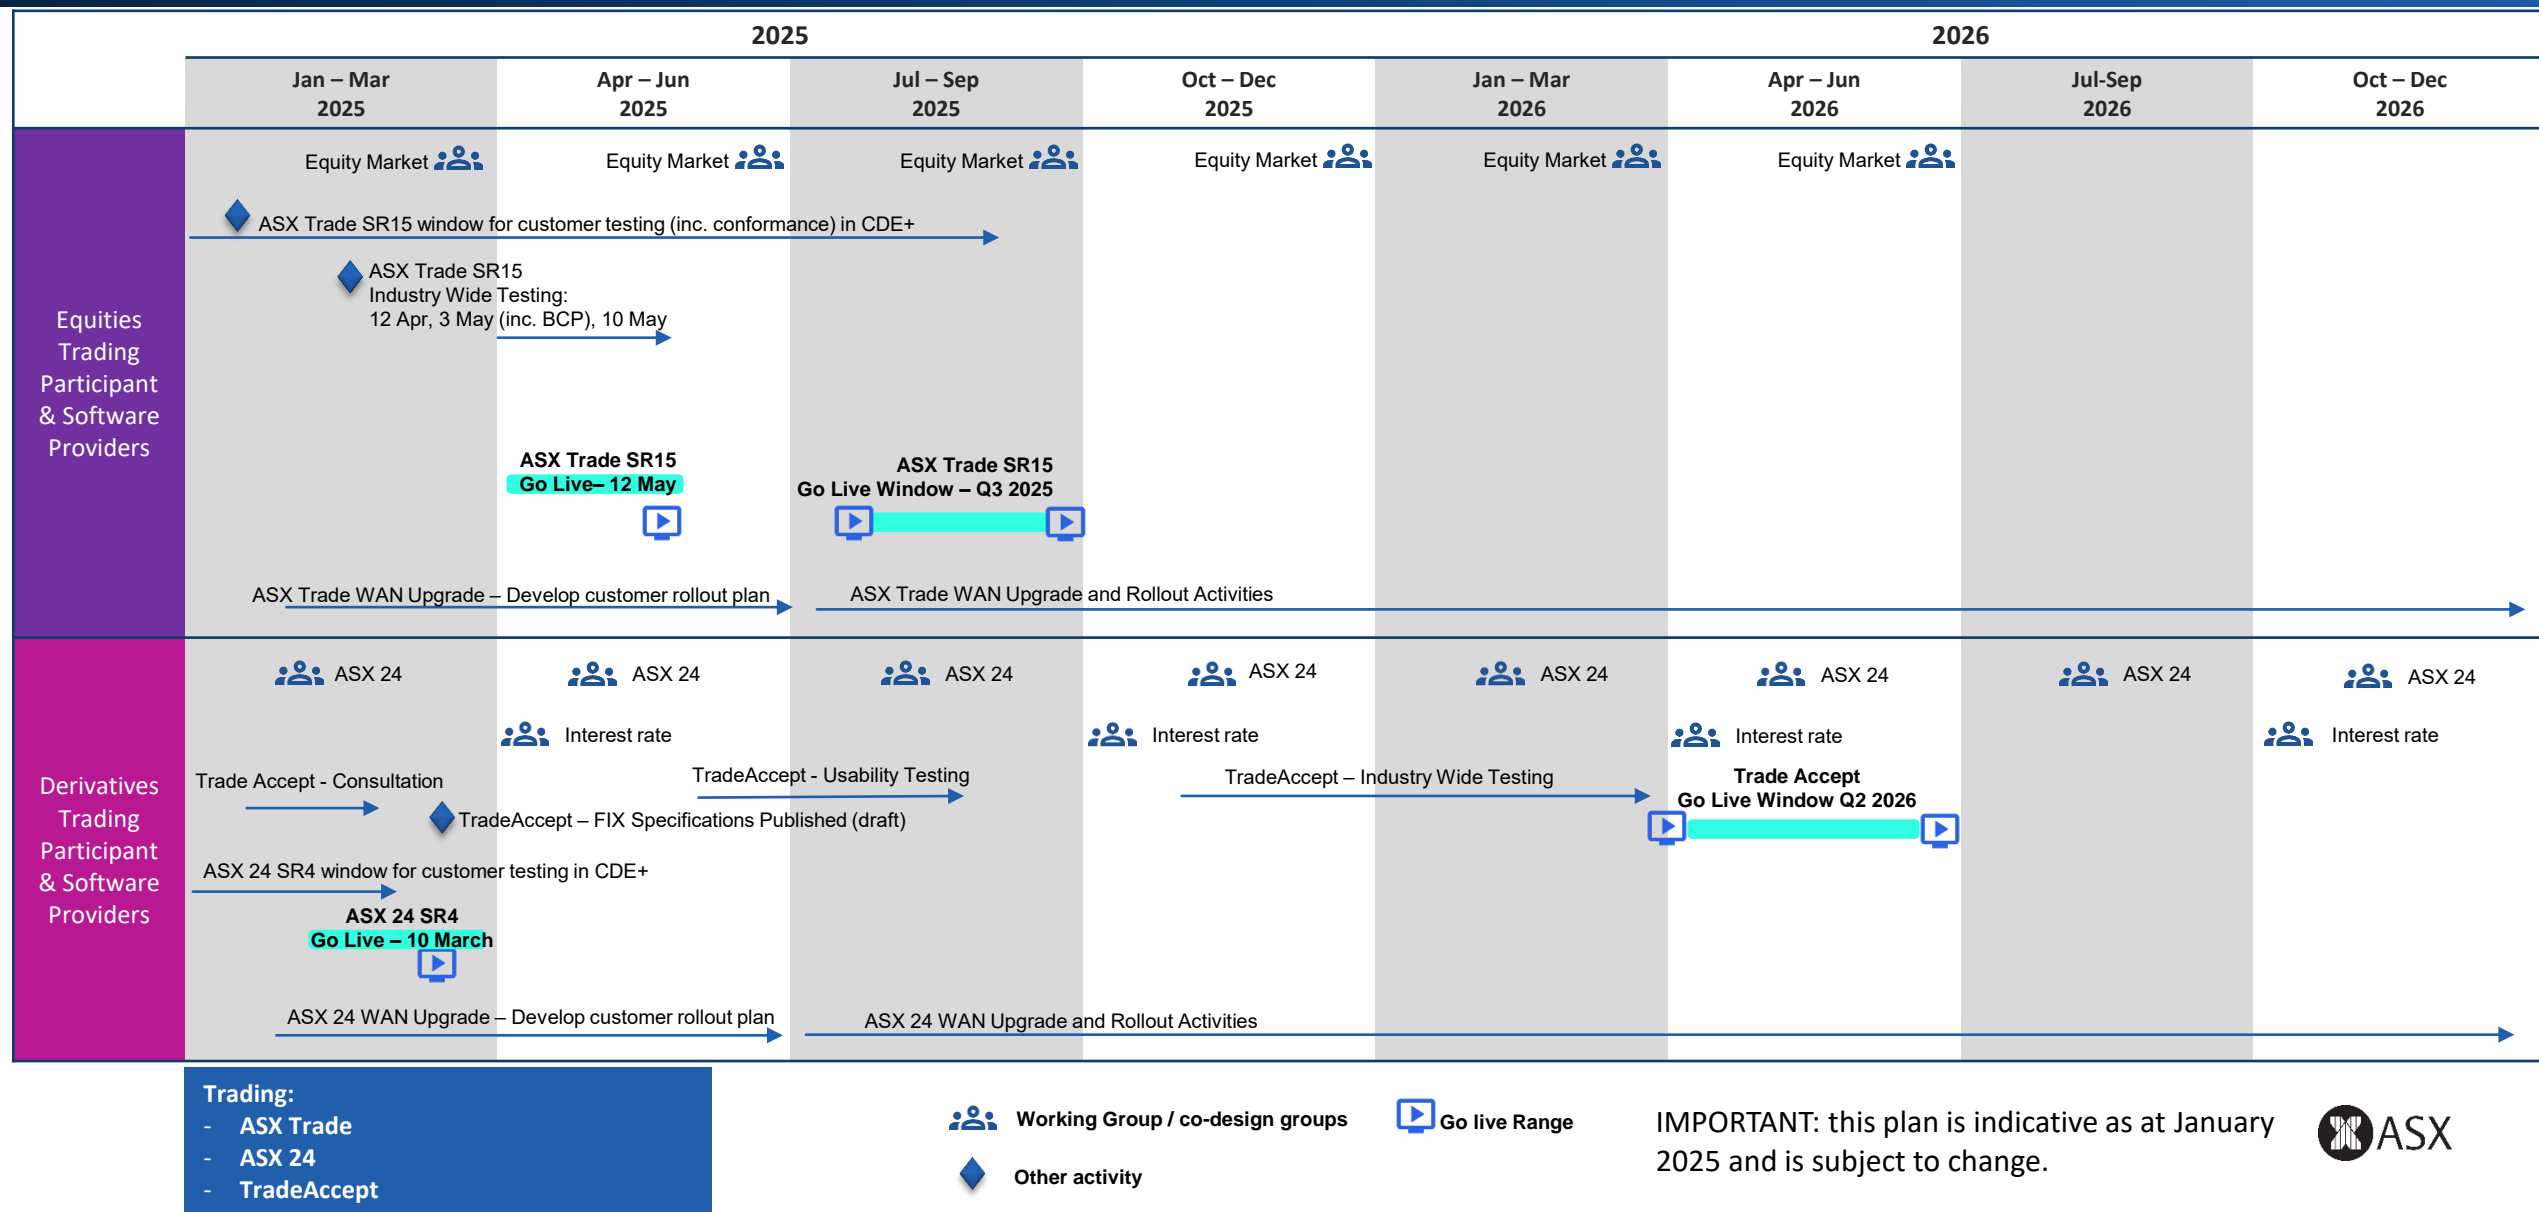 2025
2026
Jan – Mar
2025
Apr – Jun
2025
Jul – Sep
2025
Oct – Dec
2025
Jan – Mar
2026
Apr – Jun
2026
Jul-Sep
2026
Oct – Dec
2026
Equities
Trading
Participant
& Software
Providers
Equity Market
Equity Market
Equity Market
Equity Market
Equity Market
Equity Market
ASX Trade SR15 window for customer testing (inc. conformance) in CDE+
ASX Trade SR15
Industry Wide Testing:
12 Apr, 3 May (inc. BCP), 10 May
ASX Trade SR15
Go Live– 12 May
ASX Trade SR15
Go Live Window – Q3 2025
ASX Trade WAN Upgrade – Develop customer rollout plan
ASX Trade WAN Upgrade and Rollout Activities
Derivatives
Trading
Participant
& Software
Providers
ASX 24
ASX 24
ASX 24
ASX 24
ASX 24
ASX 24
ASX 24
ASX 24
Interest rate
Interest rate
Interest rate
Interest rate
Trade Accept - Consultation
TradeAccept - Usability Testing
TradeAccept – Industry Wide Testing
Trade Accept
Go Live Window Q2 2026
TradeAccept – FIX Specifications Published (draft)
ASX 24 SR4 window for customer testing in CDE+
ASX 24 SR4
Go Live – 10 March
ASX 24 WAN Upgrade – Develop customer rollout plan
ASX 24 WAN Upgrade and Rollout Activities
Trading:
- ASX Trade
- ASX 24
- TradeAccept
Working Group / co-design groups
Go live Range
Other activity
IMPORTANT: this plan is indicative as at January
2025 and is subject to change.
ASX